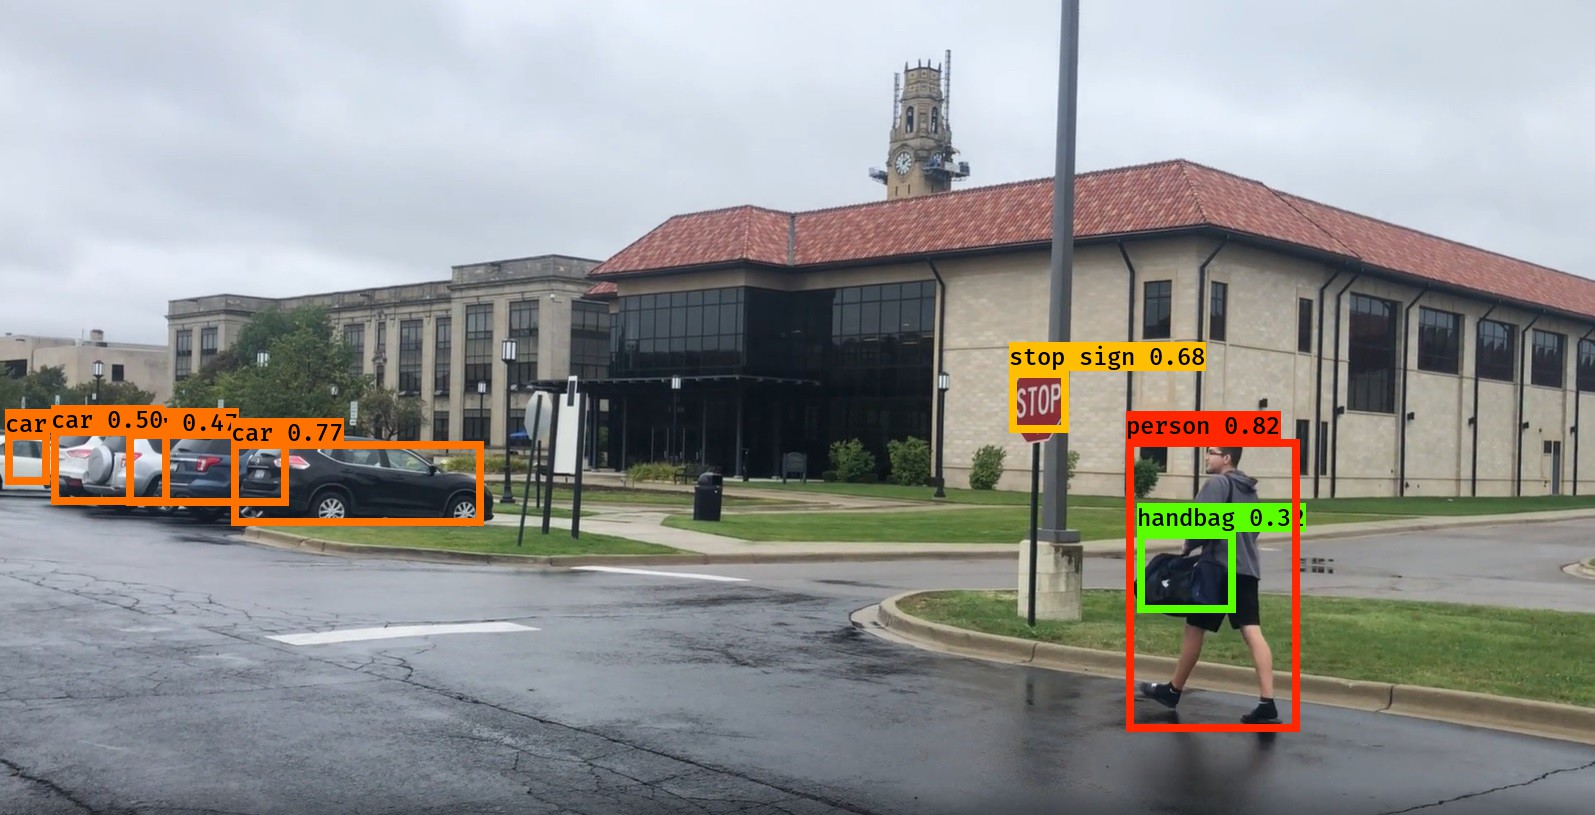 stop sign 0.68
STOP
car
car 0.50
0.47
car 0.77
person 0.82
handbag 0.32